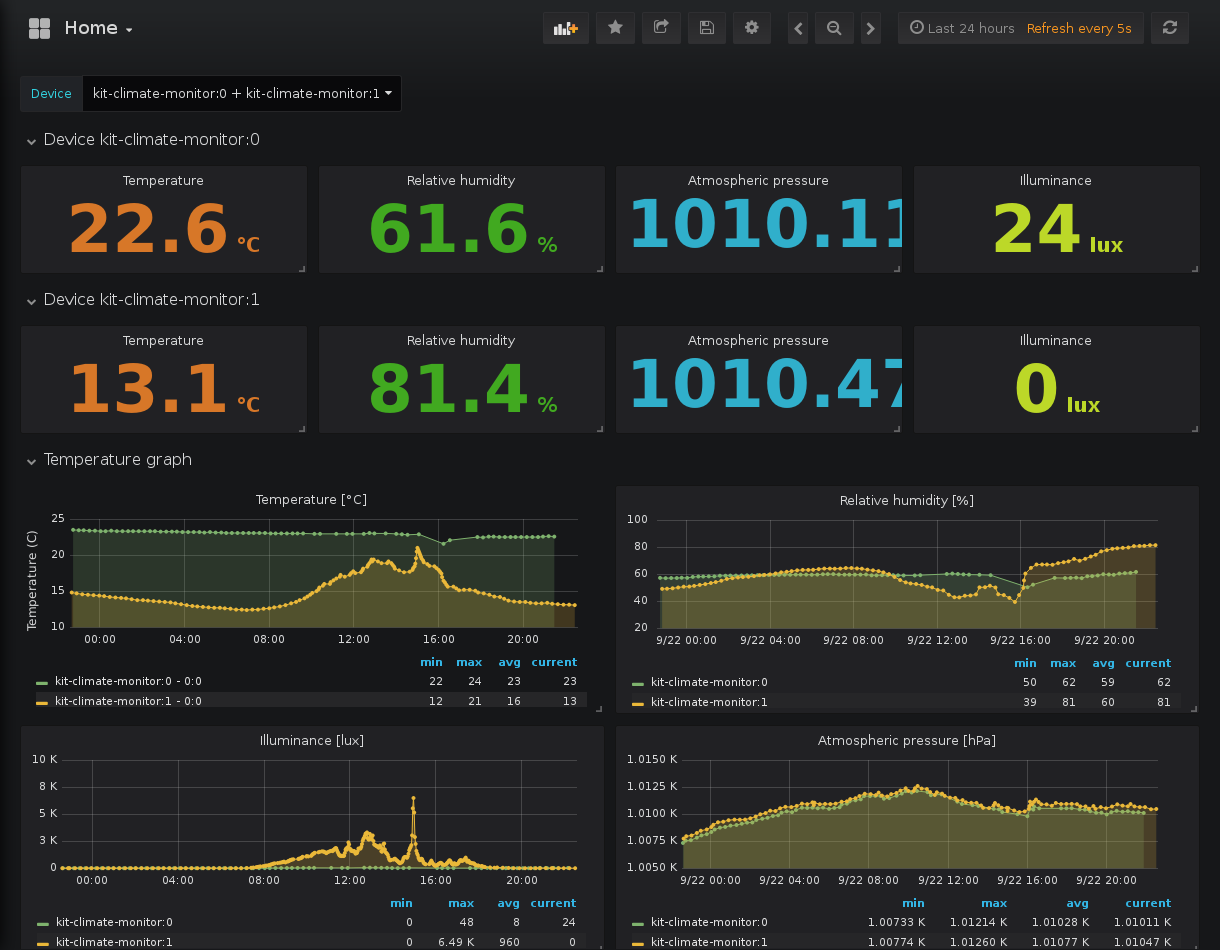 Home
Last 24 hours Refresh every 5s
Device kit-climate-monitor:0 + kit-climate-monitor:1
Device kit-climate-monitor:0
Temperature Relative humidity Atmospheric pressure Illuminance
22.6 °C 61.6 % 1010.11 24 lux
Device kit-climate-monitor:1
Temperature Relative humidity Atmospheric pressure Illuminance
13.1 °C 81.4 % 1010.47 0 lux
Temperature graph
Temperature [°C]
Temperature (C)
25
20
15
10
00:00 04:00 08:00 12:00 16:00 20:00
min max avg current
kit-climate-monitor:0 - 0:0 22 24 23 23
kit-climate-monitor:1 - 0:0 12 21 16 13
Relative humidity [%]
100
80
60
40
20
9/22 00:00 9/22 04:00 9/22 08:00 9/22 12:00 9/22 16:00 9/22 20:00
min max avg current
kit-climate-monitor:0 50 62 59 62
kit-climate-monitor:1 39 81 60 81
Illuminance [lux]
10 K
8 K
5 K
3 K
0
00:00 04:00 08:00 12:00 16:00 20:00
min max avg current
kit-climate-monitor:0 0 48 8 24
kit-climate-monitor:1 0 6.49 K 960 0
Atmospheric pressure [hPa]
1.0150 K
1.0125 K
1.0100 K
1.0075 K
1.0050 K
9/22 00:00 9/22 04:00 9/22 08:00 9/22 12:00 9/22 16:00 9/22 20:00
min max avg current
kit-climate-monitor:0 1.00733 K 1.01214 K 1.01028 K 1.01011 K
kit-climate-monitor:1 1.00774 K 1.01260 K 1.01077 K 1.01047 K